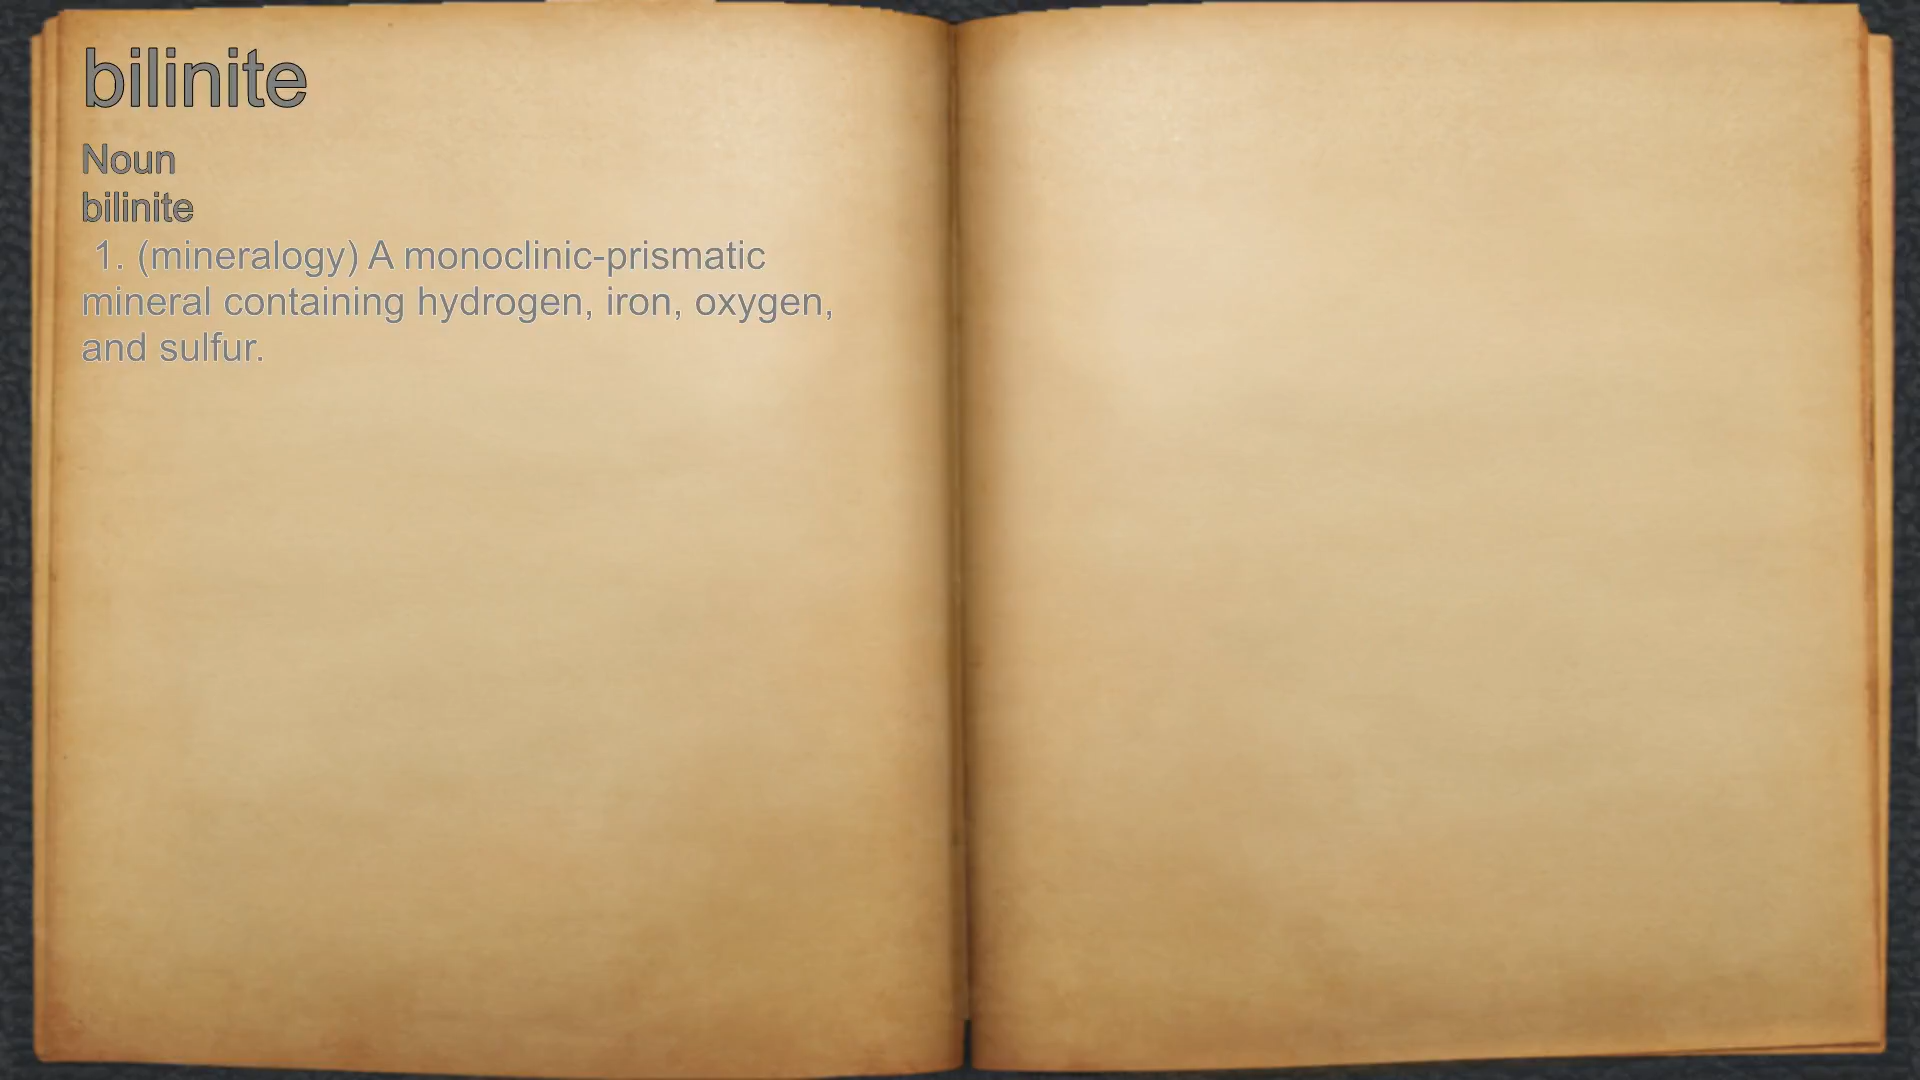 bilinite
Noun
bilinite
1. (mineralogy) A monoclinic-prismatic
mineral containing hydrogen, iron, oxygen,
and sulfur.